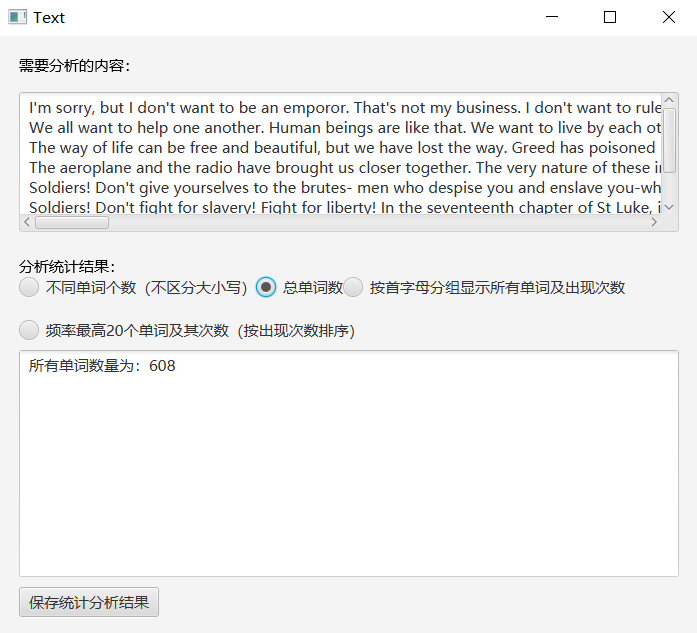 Text
需要分析的内容：
I'm sorry, but I don't want to be an emporor. That's not my business. I don't want to rule
We all want to help one another. Human beings are like that. We want to live by each ot
The way of life can be free and beautiful, but we have lost the way. Greed has poisoned
The aeroplane and the radio have brought us closer together. The very nature of these i
Soldiers! Don't give yourselves to the brutes- men who despise you and enslave you-wh
Soldiers! Don't fight for slavery! Fight for liberty! In the seventeenth chapter of St Luke, i
分析统计结果：
不同单词个数（不区分大小写） 总单词数 按首字母分组显示所有单词及出现次数
频率最高20个单词及其次数（按出现次数排序）
所有单词数量为：608
保存统计分析结果